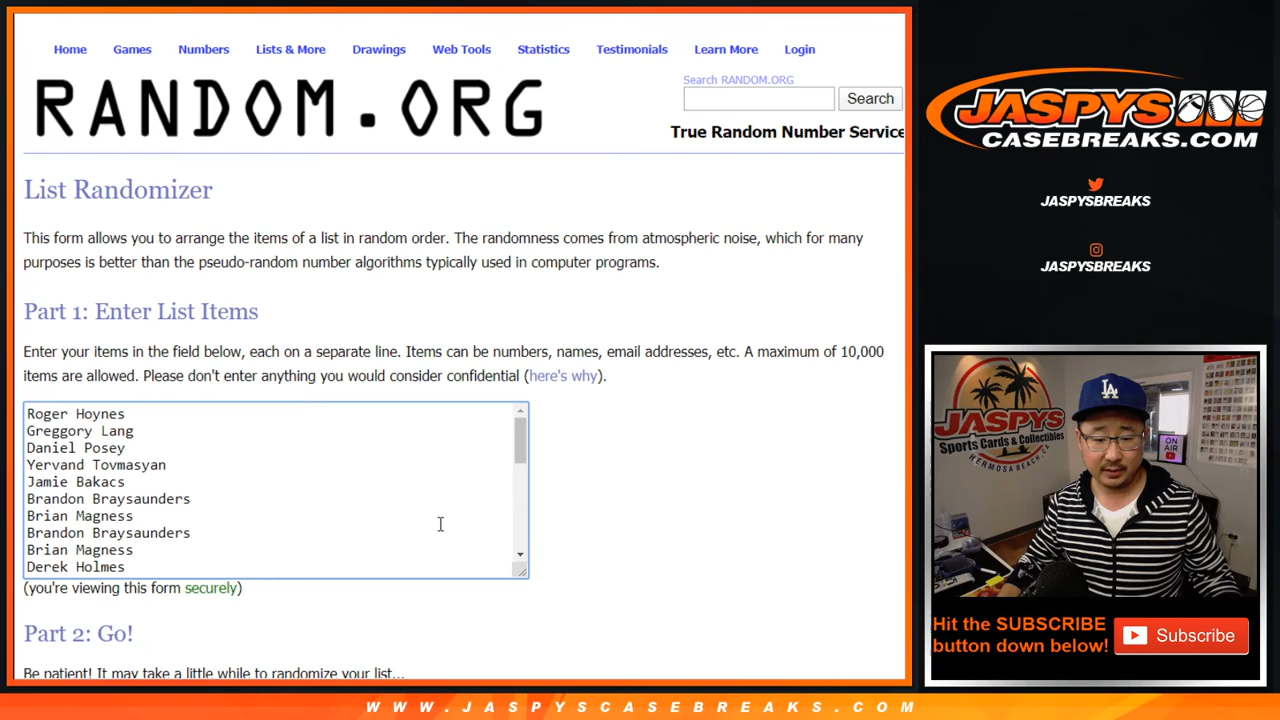 Home Games Numbers Lists & More Drawings Web Tools Statistics Testimonials Learn More Login
RANDOM.ORG
Search RANDOM.ORG
Search
True Random Number Service
List Randomizer
This form allows you to arrange the items of a list in random order. The randomness comes from atmospheric noise, which for many
purposes is better than the pseudo-random number algorithms typically used in computer programs.
Part 1: Enter List Items
Enter your items in the field below, each on a separate line. Items can be numbers, names, email addresses, etc. A maximum of 10,000
items are allowed. Please don't enter anything you would consider confidential (here's why).
Roger Hoynes
Greggory Lang
Daniel Posey
Yervand Tovmasyan
Jamie Bakacs
Brandon Braysaunders
Brian Magness
Brandon Braysaunders
Brian Magness
Derek Holmes
(you're viewing this form securely)
Part 2: Go!
Be patient! It may take a little while to randomize your list...
JASPYS
CASEBREAKS.COM
JASPYSBREAKS
JASPYSBREAKS
JASPYS
Sports Cards & Collectibles
HERMOSA BEACH, CA
LA
ON
AIR
Hit the SUBSCRIBE
button down below!
Subscribe
WWW.JASPYSCASEBREAKS.COM